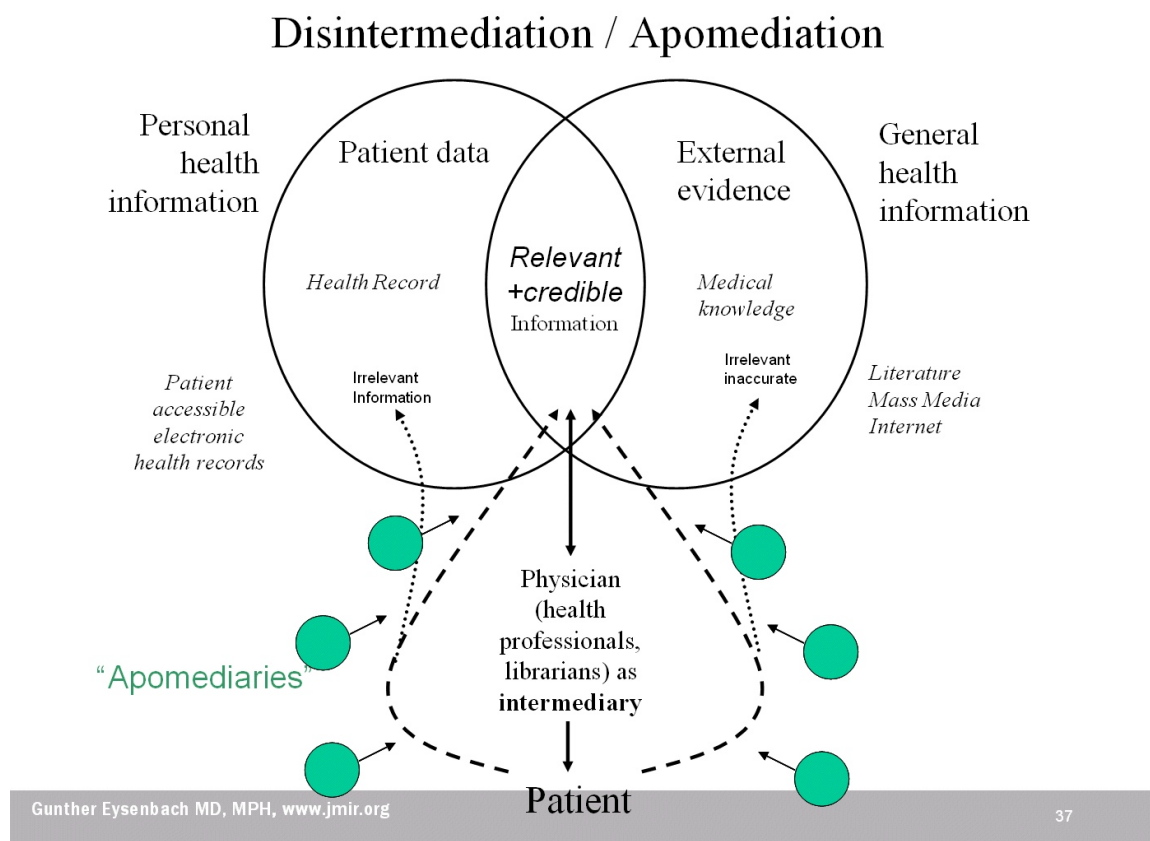 Disintermediation / Apomediation
Personal
health
information
Patient data
External
evidence
General
health
information
Relevant
+credible
Information
Health Record
Medical
knowledge
Irrelevant
Information
Irrelevant
inaccurate
Patient
accessible
electronic
health records
Literature
Mass Media
Internet
Physician
(health
professionals,
librarians) as
intermediary
“Apomediaries”
Patient
Gunther Eysenbach MD, MPH, www.jmir.org
37